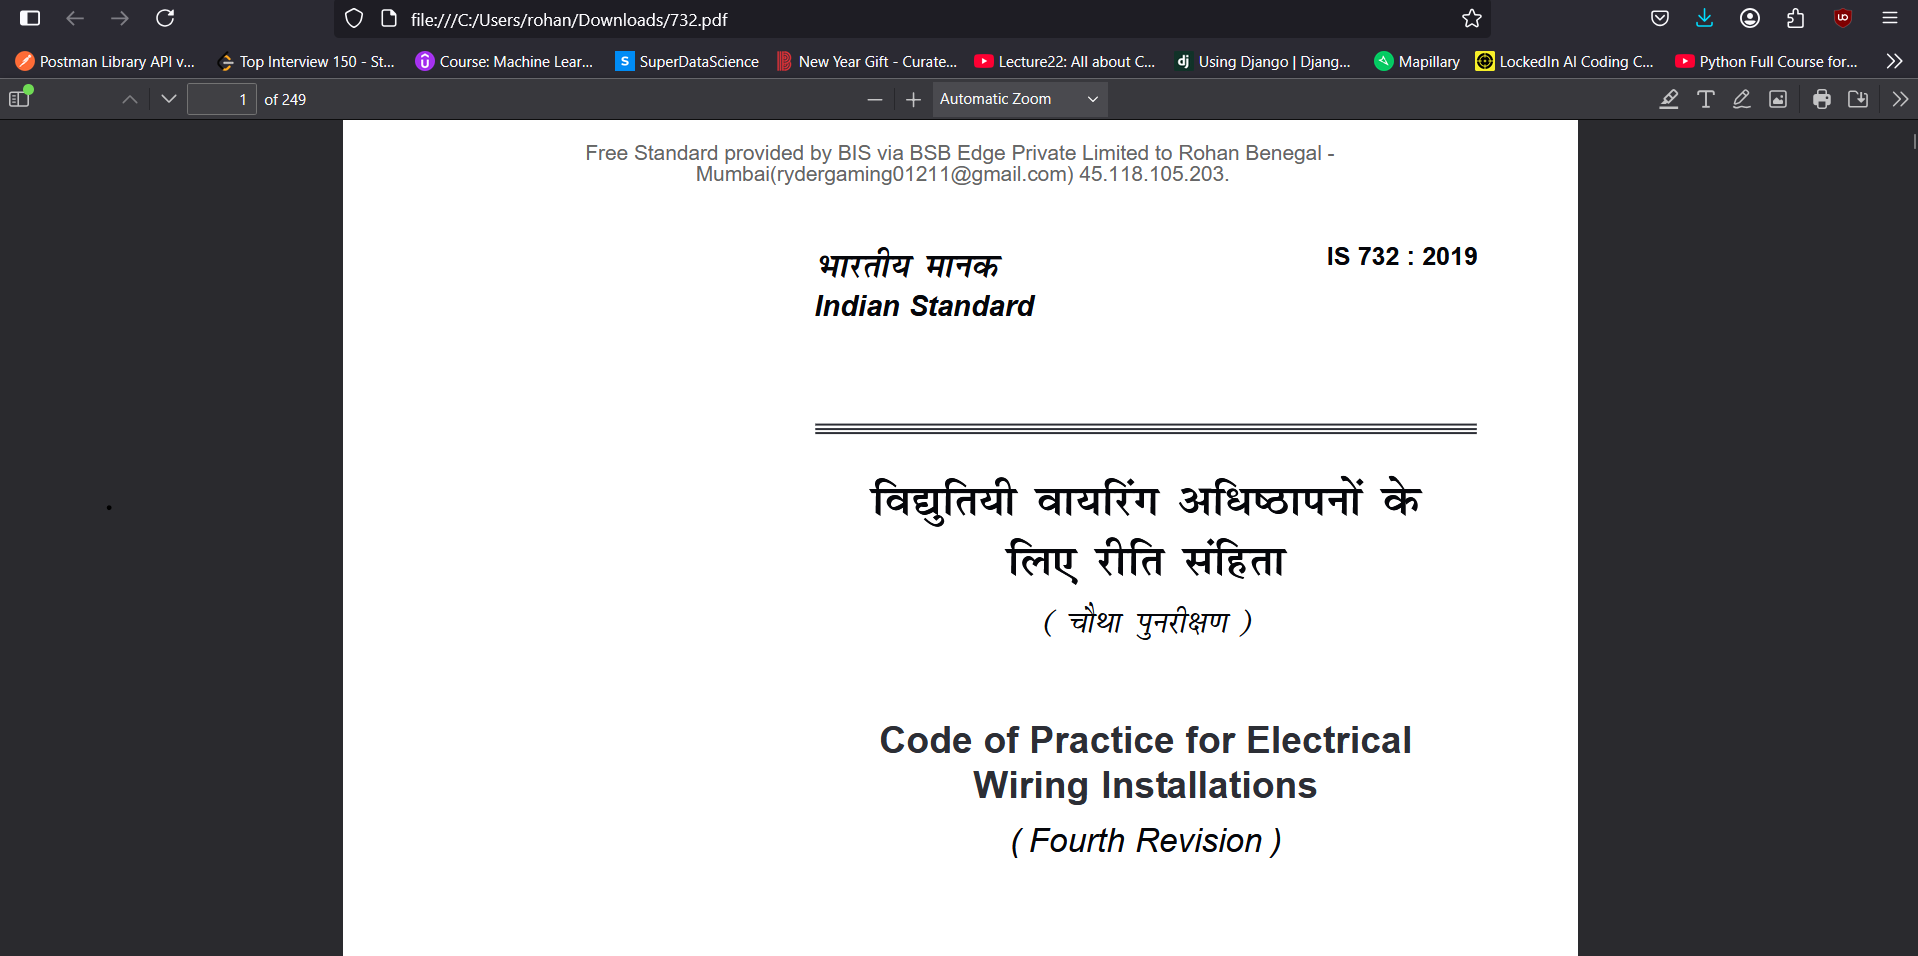 file:///C:/Users/rohan/Downloads/732.pdf
Postman Library API v... Top Interview 150 - St... Course: Machine Lear... SuperDataScience New Year Gift - Curate... Lecture22: All about C... Using Django | Djang... Mapillary LockedIn AI Coding C... Python Full Course for...
1 of 249 Automatic Zoom
Free Standard provided by BIS via BSB Edge Private Limited to Rohan Benegal -
Mumbai(rydergaming01211@gmail.com) 45.118.105.203.
भारतीय मानक IS 732 : 2019
Indian Standard
विद्युतियी वायरिंग अधिष्ठापनों के
लिए रीति संहिता
( चौथा पुनरीक्षण )
Code of Practice for Electrical
Wiring Installations
( Fourth Revision )